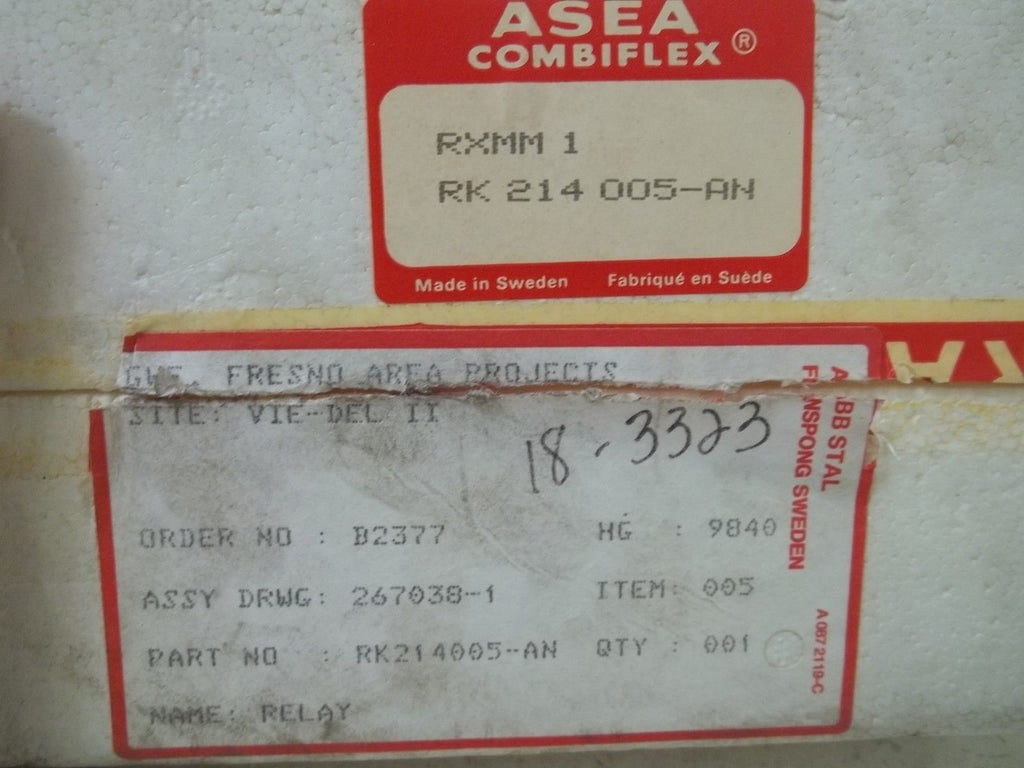 ASEA
COMBIFLEX ®
RXMM 1
RK 214 005-AN
Made in Sweden Fabriqué en Suède
FRESNO AREA PROJECTS
SITE: VIE-DEL II
18-3323
ORDER NO : B2377 HG : 9840
ASSY DRWG: 267038-1 ITEM: 005
PART NO : RK214005-AN QTY : 001
NAME: RELAY
ABB STAL
SWEDEN
A 087 2119-C